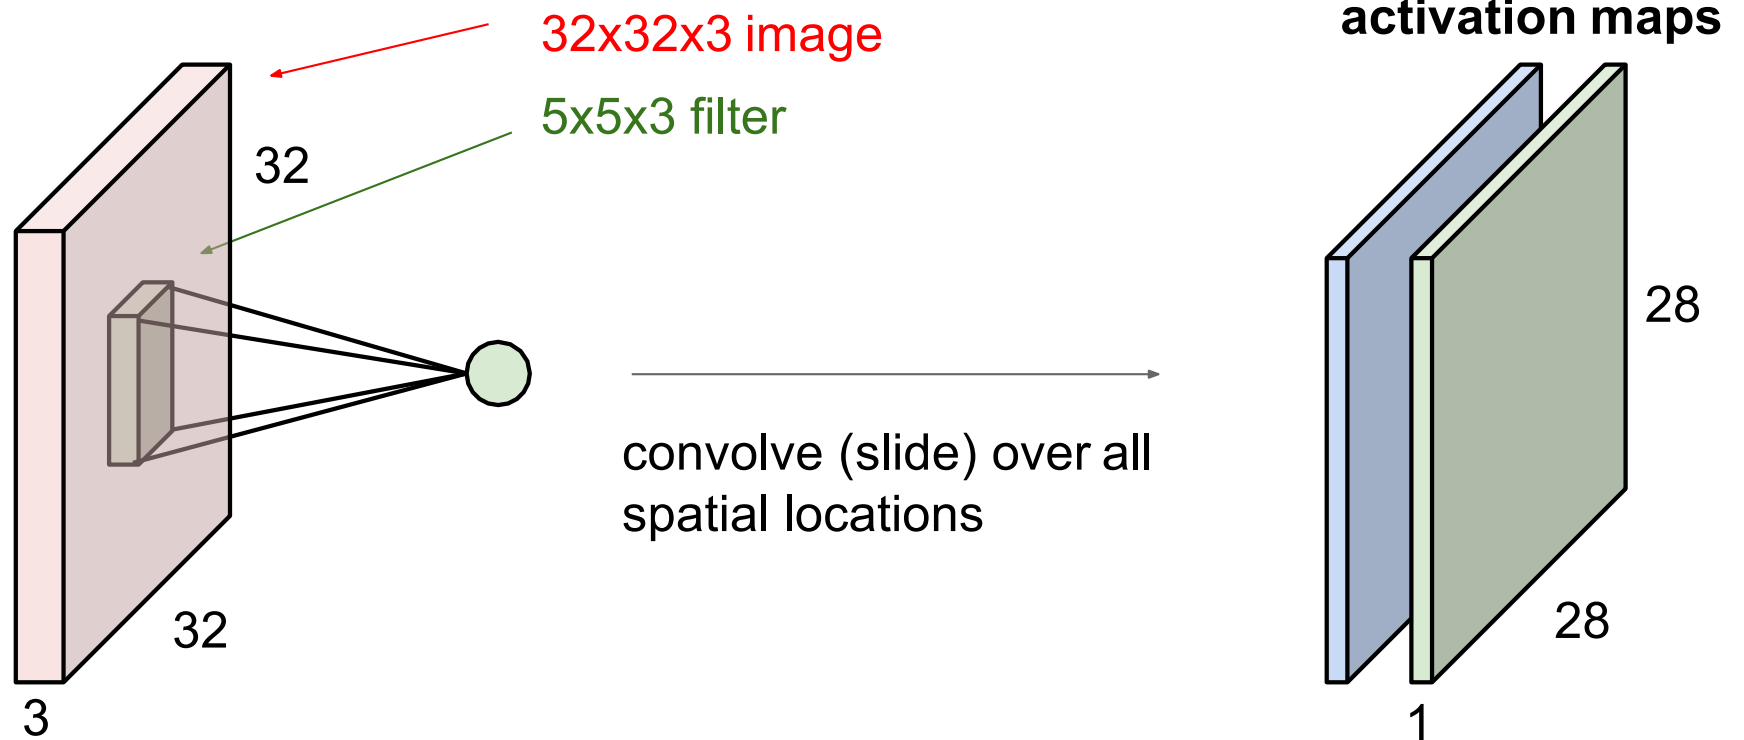 32x32x3 image
5x5x3 filter
32
32
3
convolve (slide) over all
spatial locations
activation maps
28
28
1